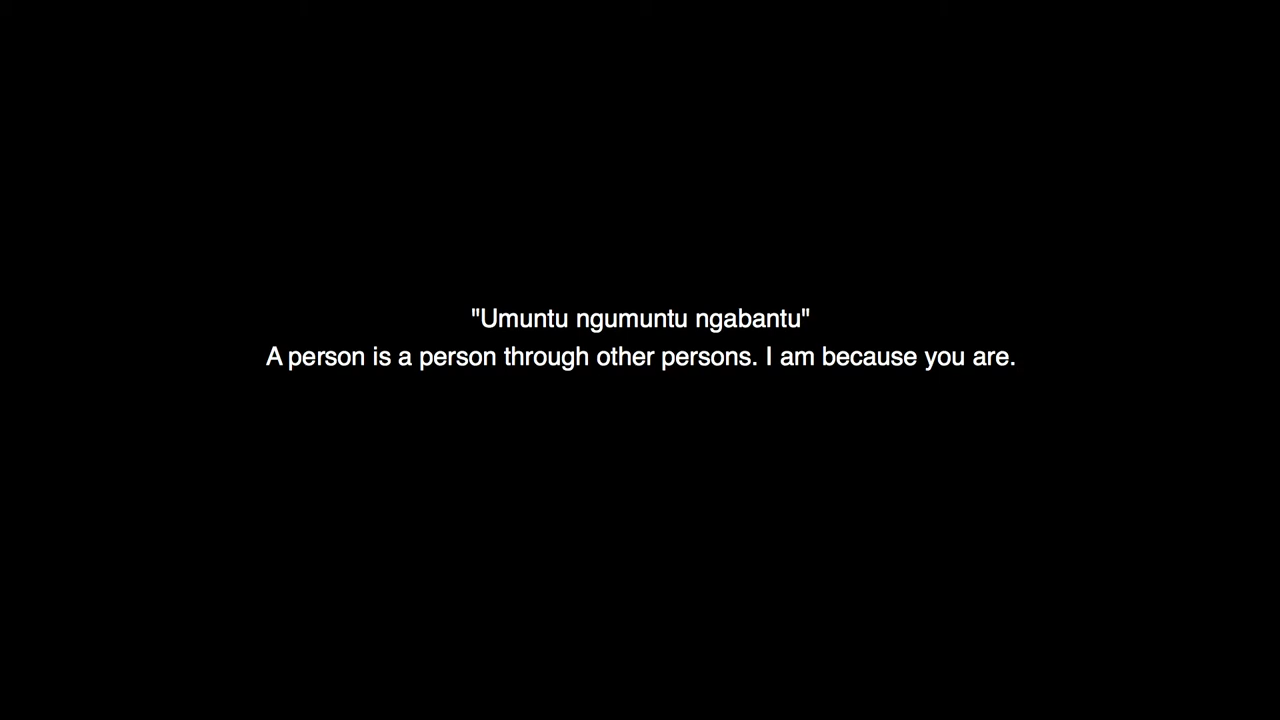 "Umuntu ngumuntu ngabantu"
A person is a person through other persons. I am because you are.